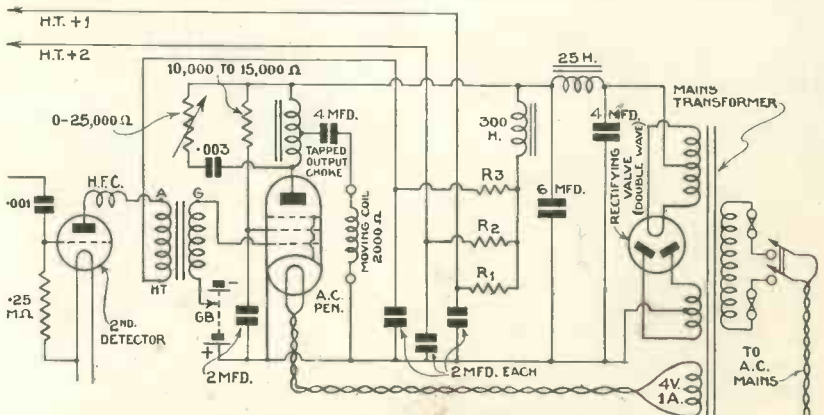 H.T.+1
H.T.+2
10,000 TO 15,000 Ω
0-25,000 Ω
.003
4 MFD.
TAPPED
OUTPUT
CHOKE
25 H.
MAINS
TRANSFORMER
300
H.
4 MFD.
6
MFD.
RECTIFYING
VALVE
(DOUBLE WAVE)
R3
R2
R1
MOVING COIL
2000 Ω
H.F.C.
A
G
.001
.25
MΩ
HT
GB
-
+
2ND.
DETECTOR
A.C.
PEN.
2MFD.
2 MFD. EACH
4V.
1A.
TO
A.C.
MAINS